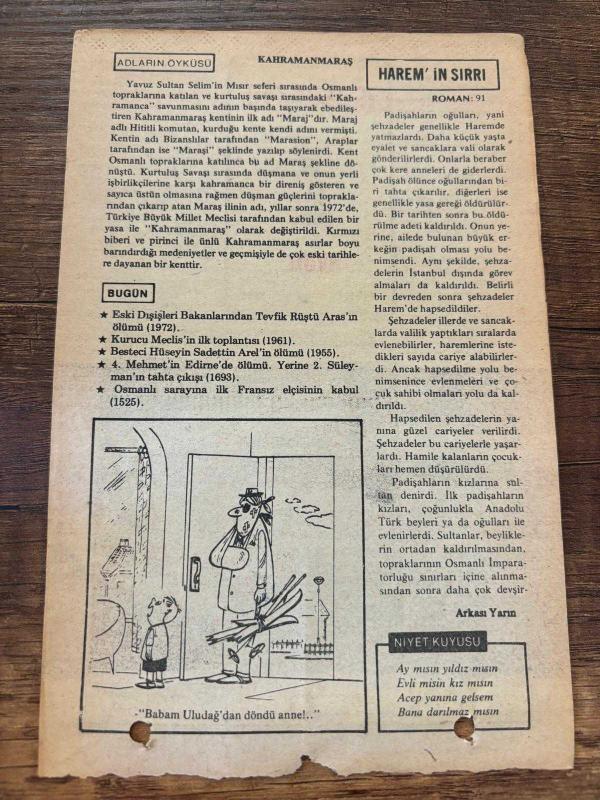 ADLARIN ÖYKÜSÜ
KAHRAMANMARAŞ
Yavuz Sultan Selim'in Mısır seferi sırasında Osmanlı
topraklarına katılan ve kurtuluş savaşı sırasındaki "Kah-
ramanca" savunmasını adının başında taşıyarak ebedileş-
tiren Kahramanmaraş kentinin ilk adı "Maraj"dır. Maraj
adlı Hititli komutan, kurduğu kente kendi adını vermişti.
Kentin adı Bizanslılar tarafından "Marasion", Araplar
tarafından ise "Maraşi" şeklinde yazılıp söylenirdi. Kent
Osmanlı topraklarına katılınca bu ad Maraş şekline dö-
nüştü. Kurtuluş Savaşı sırasında düşmana ve onun yerli
işbirlikçilerine karşı kahramanca bir direniş gösteren ve
sayıca üstün olmasına rağmen düşman güçlerini toprakla-
rından çıkarıp atan Maraş ilinin adı, yıllar sonra 1972'de,
Türkiye Büyük Millet Meclisi tarafından kabul edilen bir
yasa ile "Kahramanmaraş" olarak değiştirildi. Kırmızı
biberi ve pirinci ile ünlü Kahramanmaraş asırlar boyu
barındırdığı medeniyetler ve geçmişiyle de çok eski tarihle-
re dayanan bir kenttir.
BUGÜN
★ Eski Dışişleri Bakanlarından Tevfik Rüştü Aras'ın
ölümü (1972).
★ Kurucu Meclis'in ilk toplantısı (1961).
★ Besteci Hüseyin Sadettin Arel'in ölümü (1955).
★ 4. Mehmet'in Edirne'de ölümü. Yerine 2. Süley-
man'ın tahta çıkışı (1693).
★ Osmanlı sarayına ilk Fransız elçisinin kabul
(1525).
-"Babam Uludağ'dan döndü anne!.."
HAREM' İN SIRRI
ROMAN: 91
Padişahların oğulları, yani
şehzadeler genellikle Haremde
yatmazlardı. Daha küçük yaşta
eyalet ve sancaklara vali olarak
gönderilirlerdi. Onlarla beraber
çok kere anneleri de giderlerdi.
Padişah ölünce oğullarından bi-
ri tahta çıkarlır, diğerleri ise
genellikle yasa gereği öldürülür-
dü. Bir tarihten sonra bu öldü-
rülme adeti kaldırıldı. Onun ye-
rine, ailede bulunan büyük er-
keğin padişah olması yolu be-
nimsendi. Aynı şekilde, şehza-
delerin İstanbul dışında görev
almaları da kaldırıldı. Belirli
bir devreden sonra şehzadeler
Harem'de hapsedildiler.
Şehzadeler illerde ve sancak-
larda valilik yaptıkları sıralarda
evlenebilirler, haremlerine iste-
dikleri sayıda cariye alabilirler-
di. Ancak hapsedilme yolu be-
nimsenince evlenmeleri ve ço-
cuk sahibi olmaları yolu da kal-
dırıldı.
Hapsedilen şehzadelerin ya-
nına güzel cariyeler verilirdi.
Şehzadeler bu cariyelerle yaşar-
lardı. Hamile kalanların çocuk-
ları hemen düşürülürdü.
Padişahların kızlarına sul-
tan denirdi. İlk padişahların
kızları, çoğunlukla Anadolu
Türk beyleri ya da oğulları ile
evlenirlerdi. Sultanlar, beylikle-
rin ortadan kaldırılmasından,
topraklarının Osmanlı İmpara-
torluğu sınırları içine alınma-
sından sonra daha çok devşir-
Arkası Yarın
NİYET KUYUSU
Ay mısın yıldız mısın
Evli misin kız mısın
Acep yanına gelsem
Bana darılmaz mısın